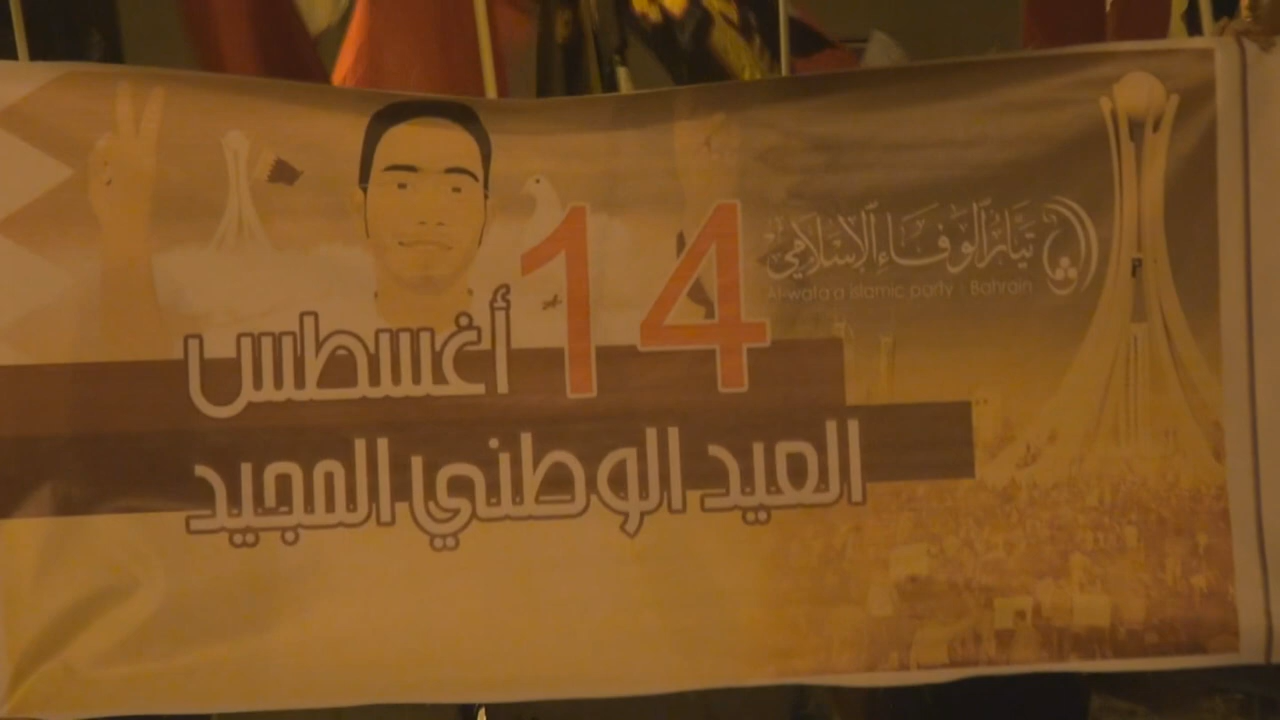 تيار الوفاء الإسلامي
Al-wafa'a islamic party - Bahrain
14 أغسطس
العيد الوطني المجيد